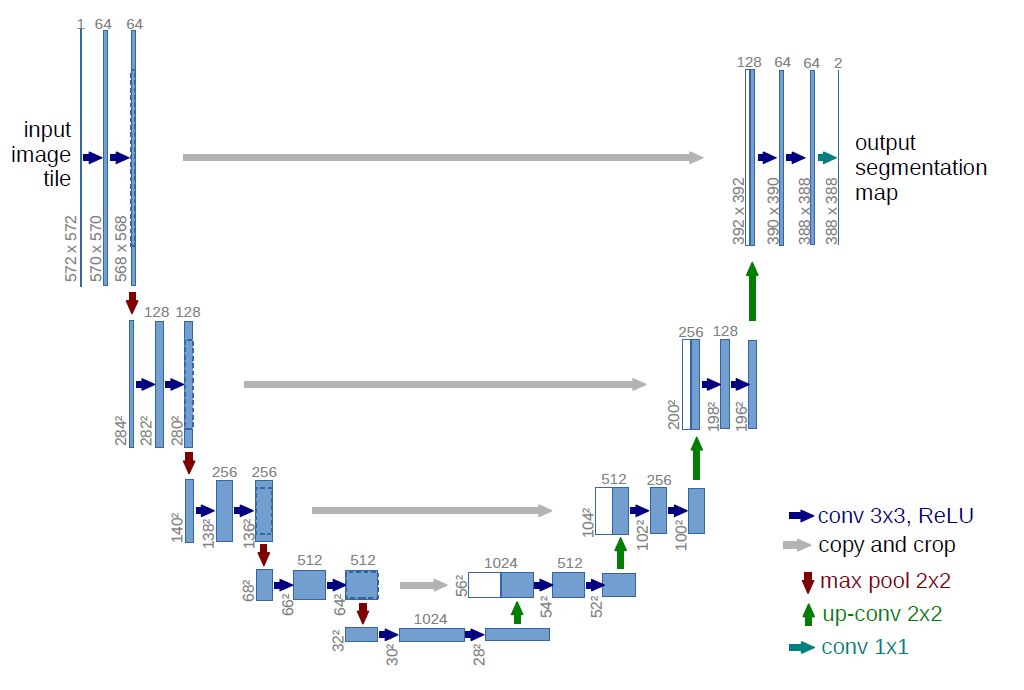 1 64 64
input
image
tile
572 x 572
570 x 570
568 x 568
128 64 64 2
output
segmentation
map
392 x 392
390 x 390
388 x 388
388 x 388
128 128
284²
282²
280²
256 128
200²
198²
196²
256 256
140²
138²
136²
512 256
104²
102²
100²
512 512
68²
66²
64²
1024 512
56²
54²
52²
1024
32²
30²
28²
conv 3x3, ReLU
copy and crop
max pool 2x2
up-conv 2x2
conv 1x1